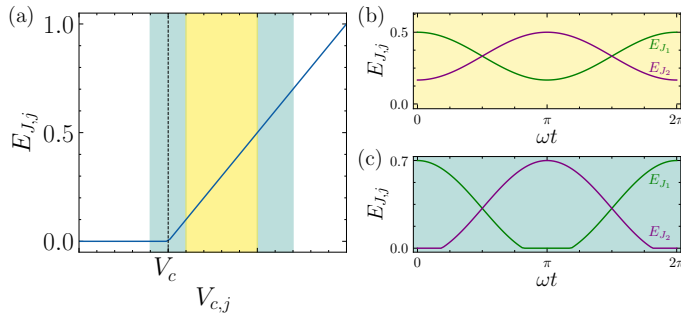 (a)
1.0
0.5
0.0
E_{J,j}
V_c
V_{c,j}
(b)
0.5
0.0
E_{J,j}
E_{J_1}
E_{J_2}
0
π
2π
ωt
(c)
0.7
0.0
E_{J,j}
E_{J_1}
E_{J_2}
0
π
2π
ωt